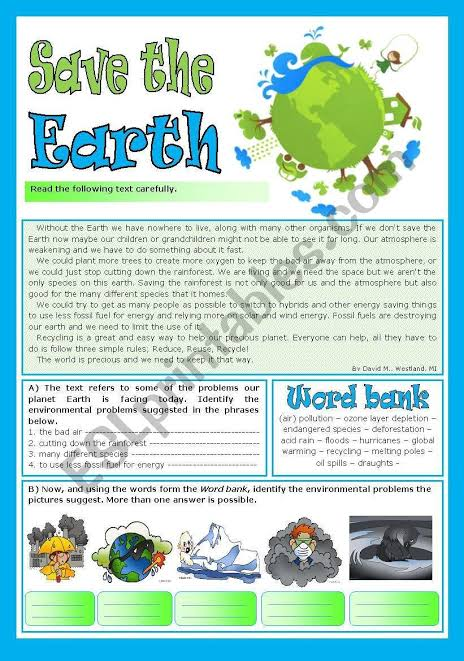 Save the
Earth
Read the following text carefully.
Without the Earth we have nowhere to live, along with many other organisms. If we don't save the
Earth now maybe our children or grandchildren might not be able to see it for long. Our atmosphere is
weakening and we have to do something about it fast.
We could plant more trees to create more oxygen to keep the away from the atmosphere, or
we could just stop cutting down the rainforest. We are living and we need the space but we aren't the
only species on this earth. Saving the rainforest is not only good for us and the atmosphere but also
good for the many different species that it homes.
We could try to get as many people as possible to switch to hybrids and other energy saving things
to use less fossil fuel for energy and relying more on solar and wind energy. Fossil fuels are destroying
our earth and we need to limit the use of it.
Recycling is a great and easy way to help our precious planet. Everyone can help, all they have
to do is follow three simple rules; Reduce, Reuse, Recycle!
The world is precious and we need to keep it that way.
By David M., Westland, MI
A) The text refers to some of the problems our
planet Earth is facing today. Identify the
environmental problems suggested in the phrases
below.
1. the bad air
2. cutting down the rainforest
3. many different species
4. to use less fossil fuel for energy
Word bank
(air) pollution – ozone layer depletion –
endangered species – deforestation –
acid rain – floods – hurricanes – global
warming – recycling – melting poles –
oil spills – draughts -
B) Now, and using the words form the Word bank, identify the environmental problems the
pictures suggest. More than one answer is possible.
ESLprintables.com